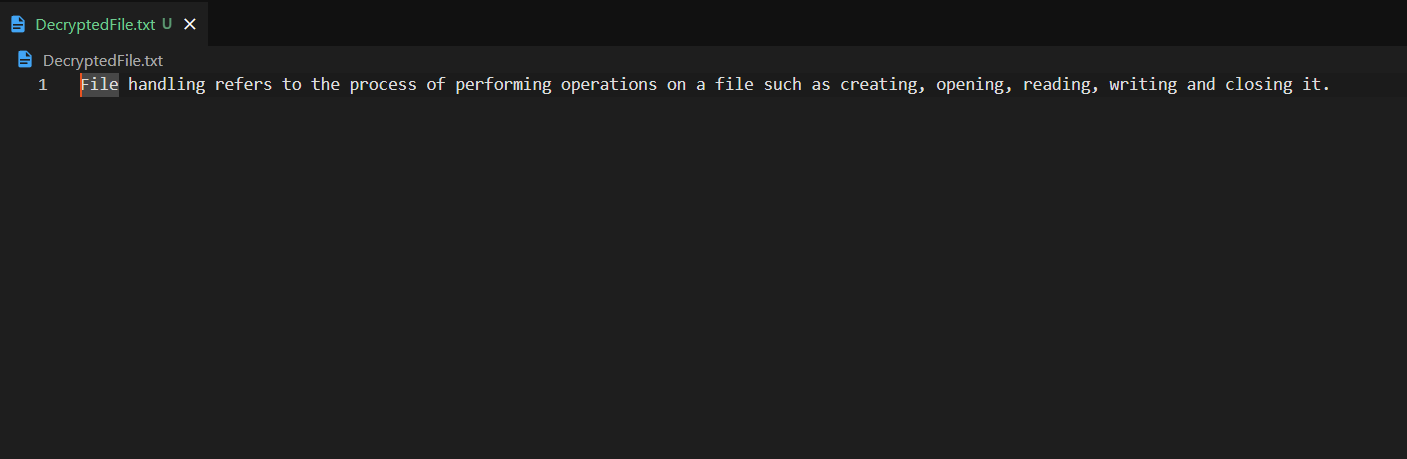 DecryptedFile.txt U
DecryptedFile.txt
1 File handling refers to the process of performing operations on a file such as creating, opening, reading, writing and closing it.